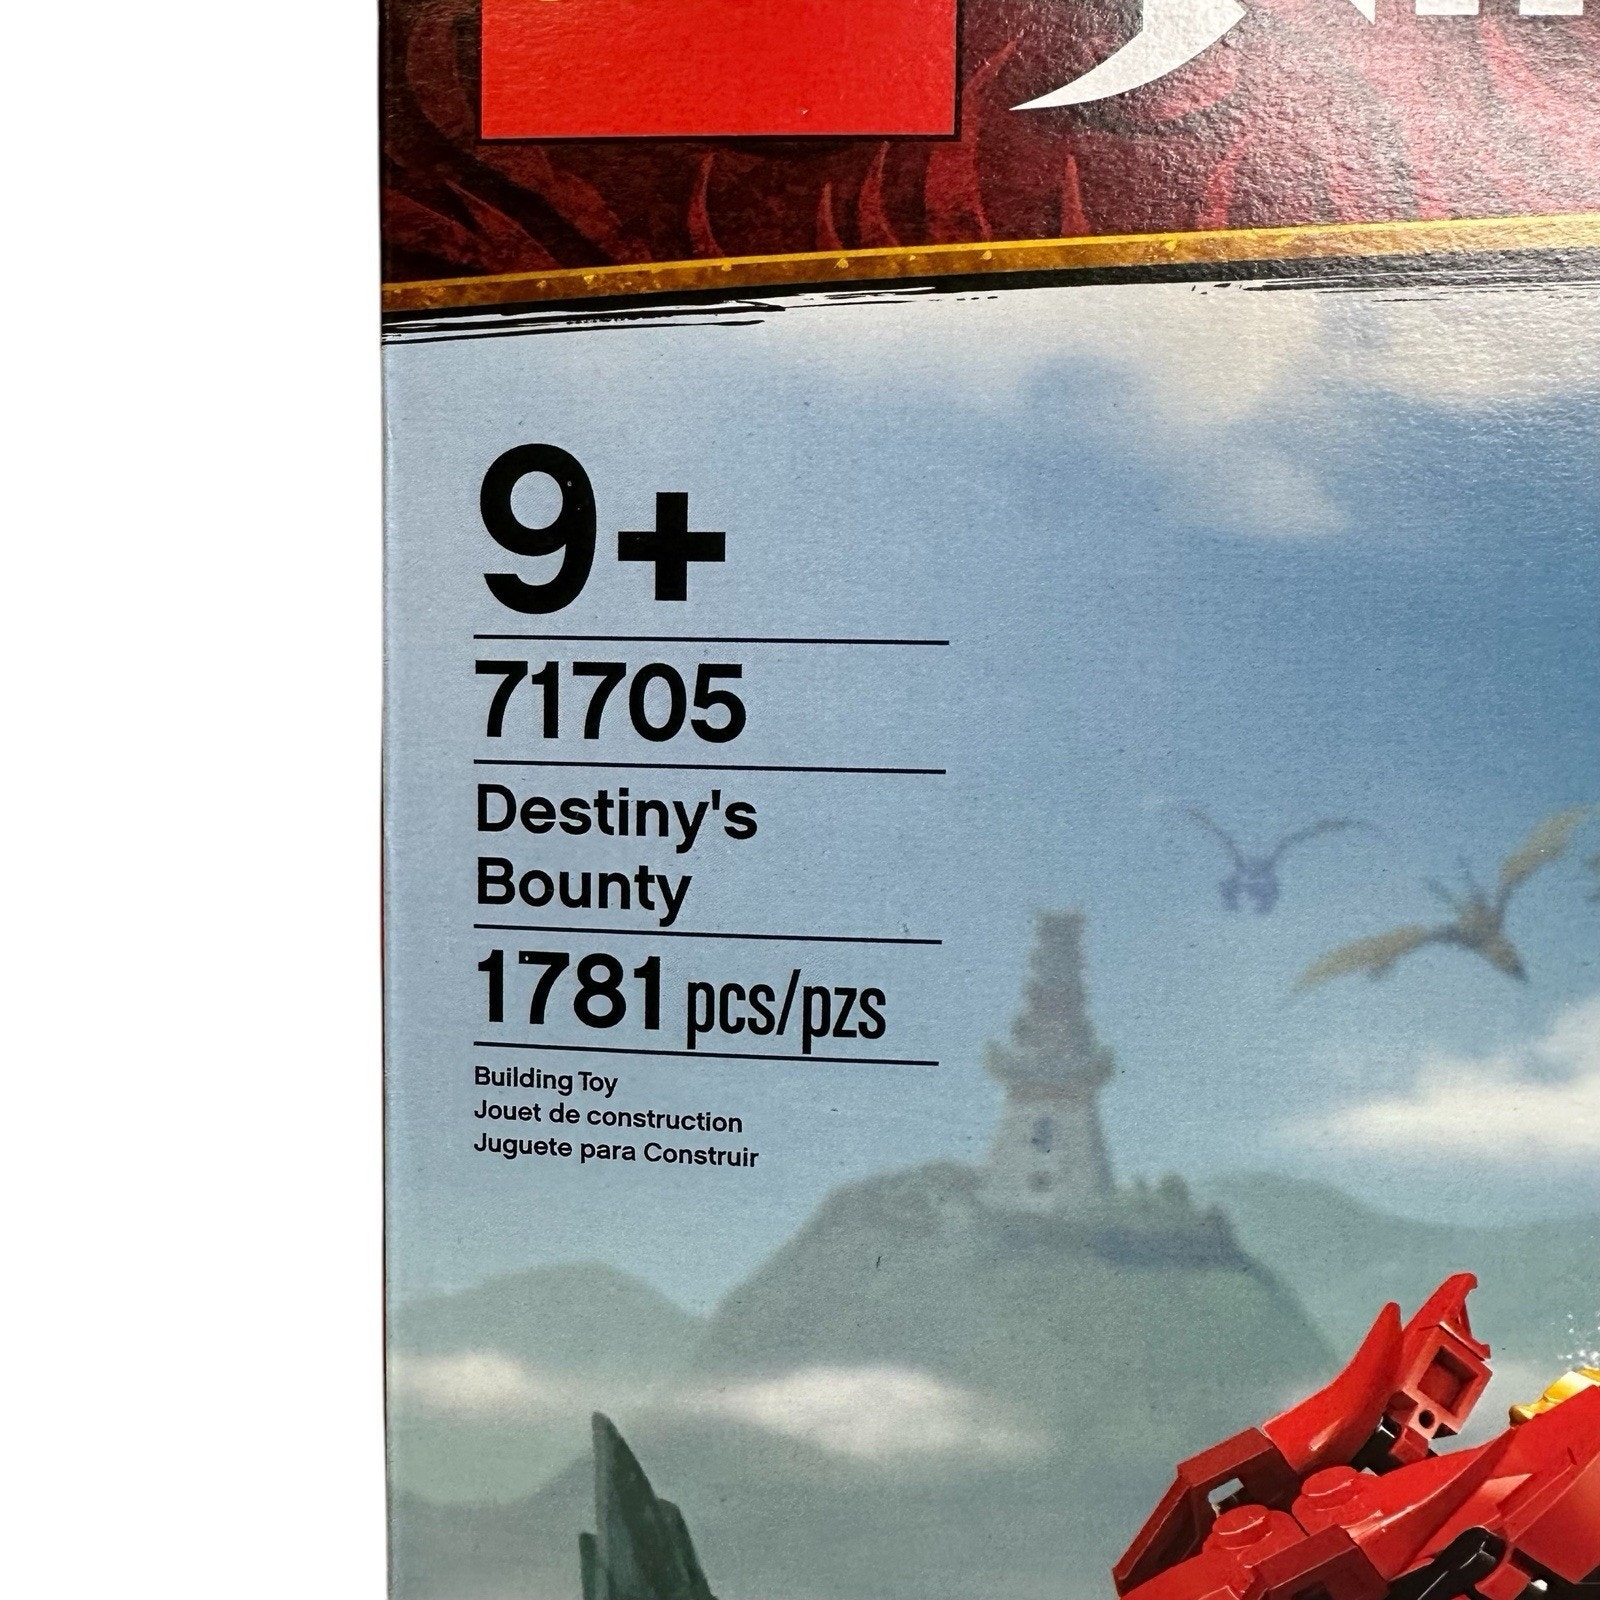 9+
71705
Destiny's
Bounty
1781 pcs/pzs
Building Toy
Jouet de construction
Juguete para Construir